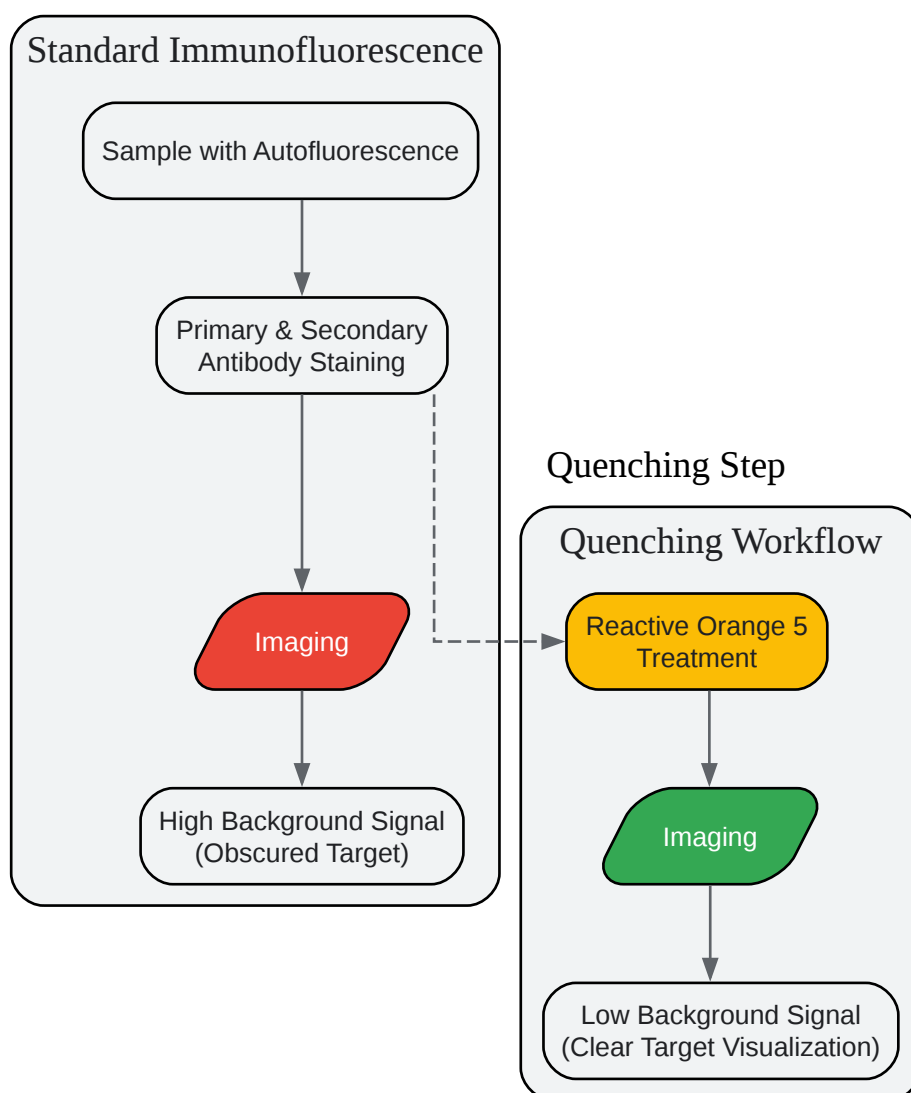 Standard Immunofluorescence
Sample with Autofluorescence
Primary & Secondary
Antibody Staining
Imaging
High Background Signal
(Obscured Target)
Quenching Step
Quenching Workflow
Reactive Orange 5
Treatment
Imaging
Low Background Signal
(Clear Target Visualization)